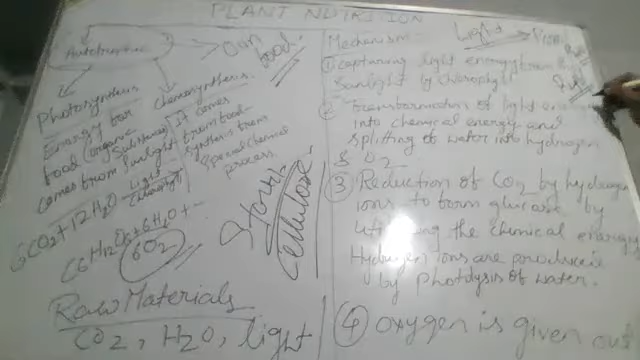 PLANT NUTRITION
Autotrophic
Own
food.
Photosynthesis
Energy for
food (organic
substances)
comes from sunlight
Chemosynthesis.
It comes
from food
synthesis from
special chemical
process
6CO2 + 12H2O Light
Chlorophyll
C6H12O6 + 6H2O +
6O2
Starch
Cellulose
Raw Materials
CO2, H2O, light
Mechanism:
Light →
① capturing light energy from
Sunlight by chlorophyll
② Transformation of light
into chemical energy and
splitting of water into hydrogen
& O2
③ Reduction of CO2 by hydrogen
ions to form glucose by
utilising the chemical energy
Hydrogen ions are produced
by photolysis of water.
④ oxygen is given out